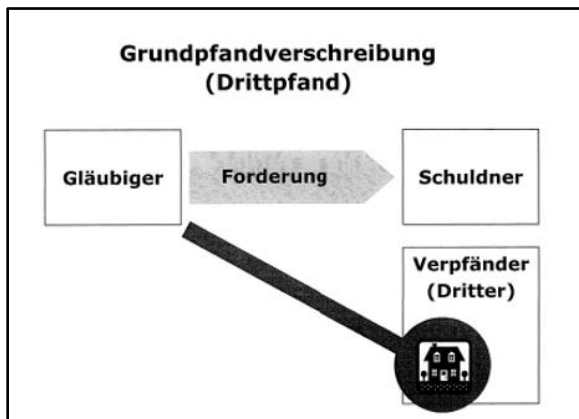 Grundpfandverschreibung
(Drittpfand)
Gläubiger
Forderung
Schuldner
Verpfänder
(Dritter)